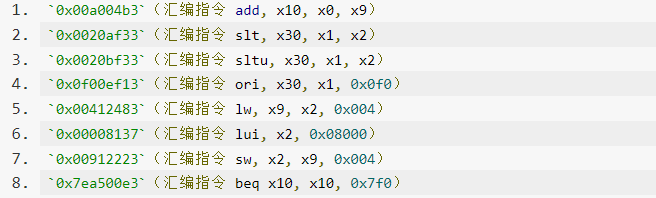 1. `0x00a004b3`（汇编指令 add, x10, x0, x9）
2. `0x0020af33`（汇编指令 slt, x30, x1, x2）
3. `0x0020bf33`（汇编指令 sltu, x30, x1, x2）
4. `0x0f00ef13`（汇编指令 ori, x30, x1, 0x0f0）
5. `0x00412483`（汇编指令 lw, x9, x2, 0x004）
6. `0x00008137`（汇编指令 lui, x2, 0x08000）
7. `0x00912223`（汇编指令 sw, x2, x9, 0x004）
8. `0x7ea500e3`（汇编指令 beq x10, x10, 0x7f0）